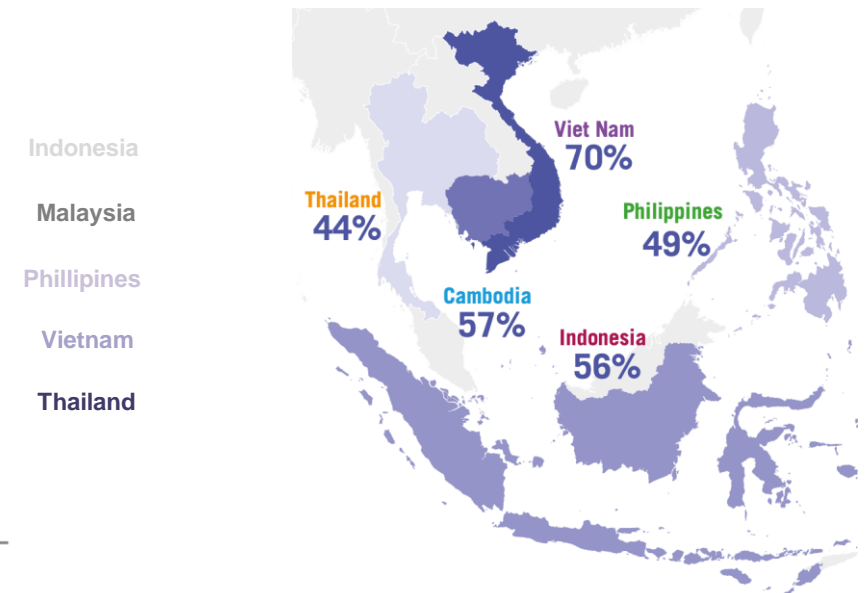 Indonesia
Malaysia
Phillipines
Vietnam
Thailand
Viet Nam
70%
Thailand
44%
Philippines
49%
Cambodia
57%
Indonesia
56%